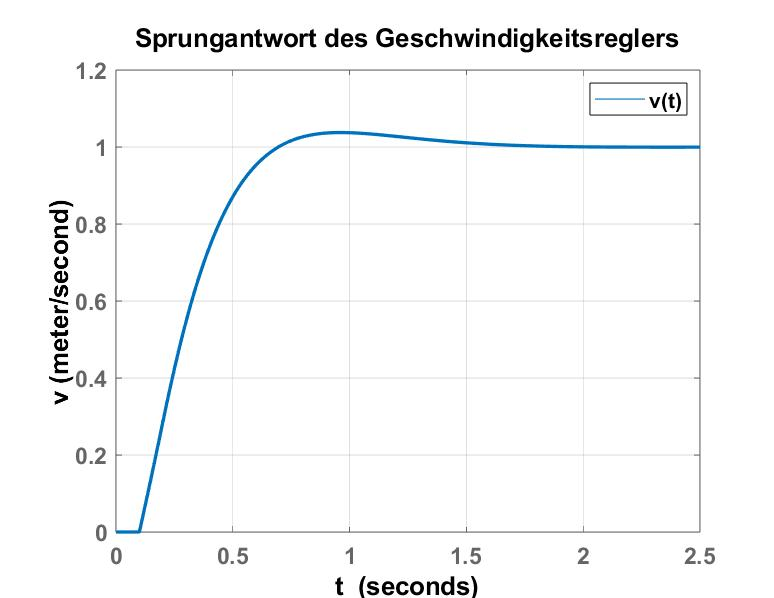 Sprungantwort des Geschwindigkeitsreglers
1.2
1
0.8
0.6
0.4
0.2
0
v (meter/second)
v(t)
0 0.5 1 1.5 2 2.5
t (seconds)